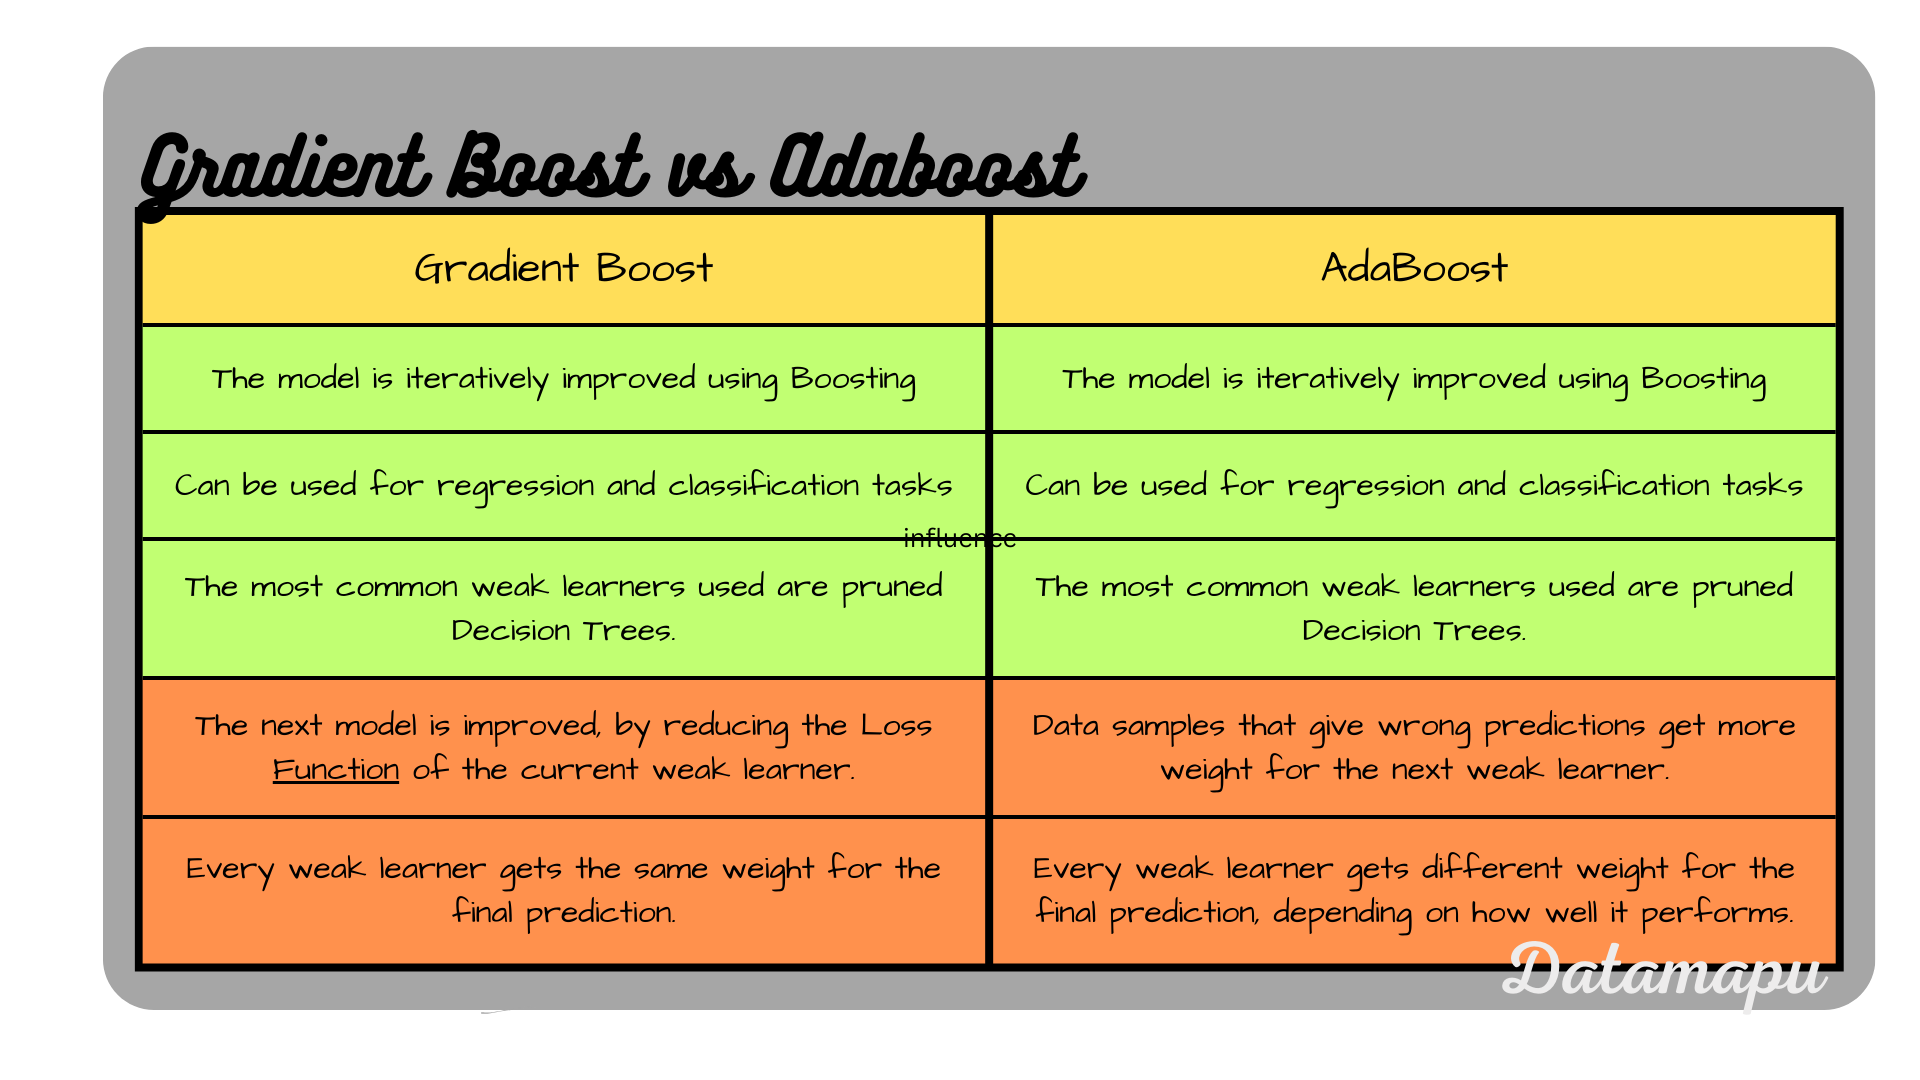 Gradient Boost vs Adaboost
Gradient Boost
AdaBoost
The model is iteratively improved using Boosting
The model is iteratively improved using Boosting
Can be used for regression and classification tasks
Can be used for regression and classification tasks
influence
The most common weak learners used are pruned
Decision Trees.
The most common weak learners used are pruned
Decision Trees.
The next model is improved, by reducing the Loss
Function of the current weak learner.
Data samples that give wrong predictions get more
weight for the next weak learner.
Every weak learner gets the same weight for the
final prediction.
Every weak learner gets different weight for the
final prediction, depending on how well it performs.
Datamapu